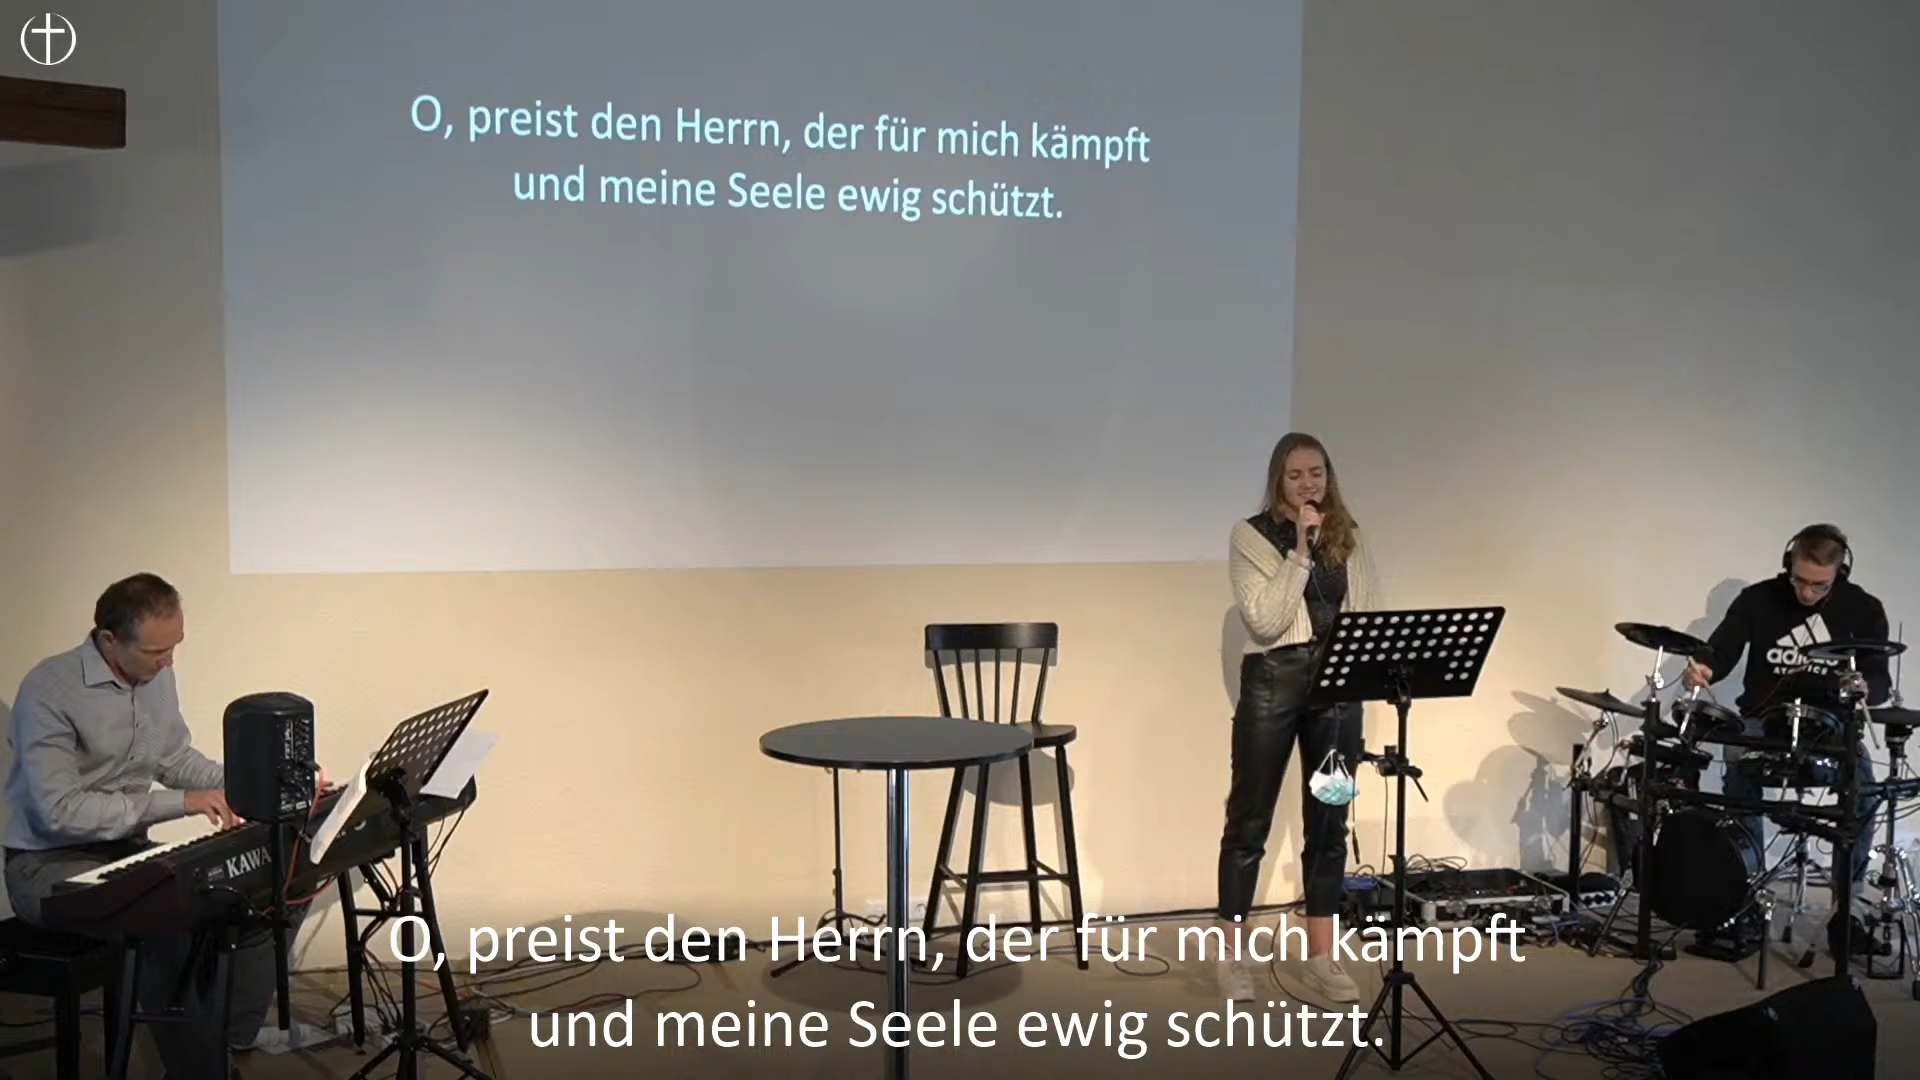 O, preist den Herrn, der für mich kämpft
und meine Seele ewig schützt.
KAWA
adidas
O, preist den Herrn, der für mich kämpft
und meine Seele ewig schützt.